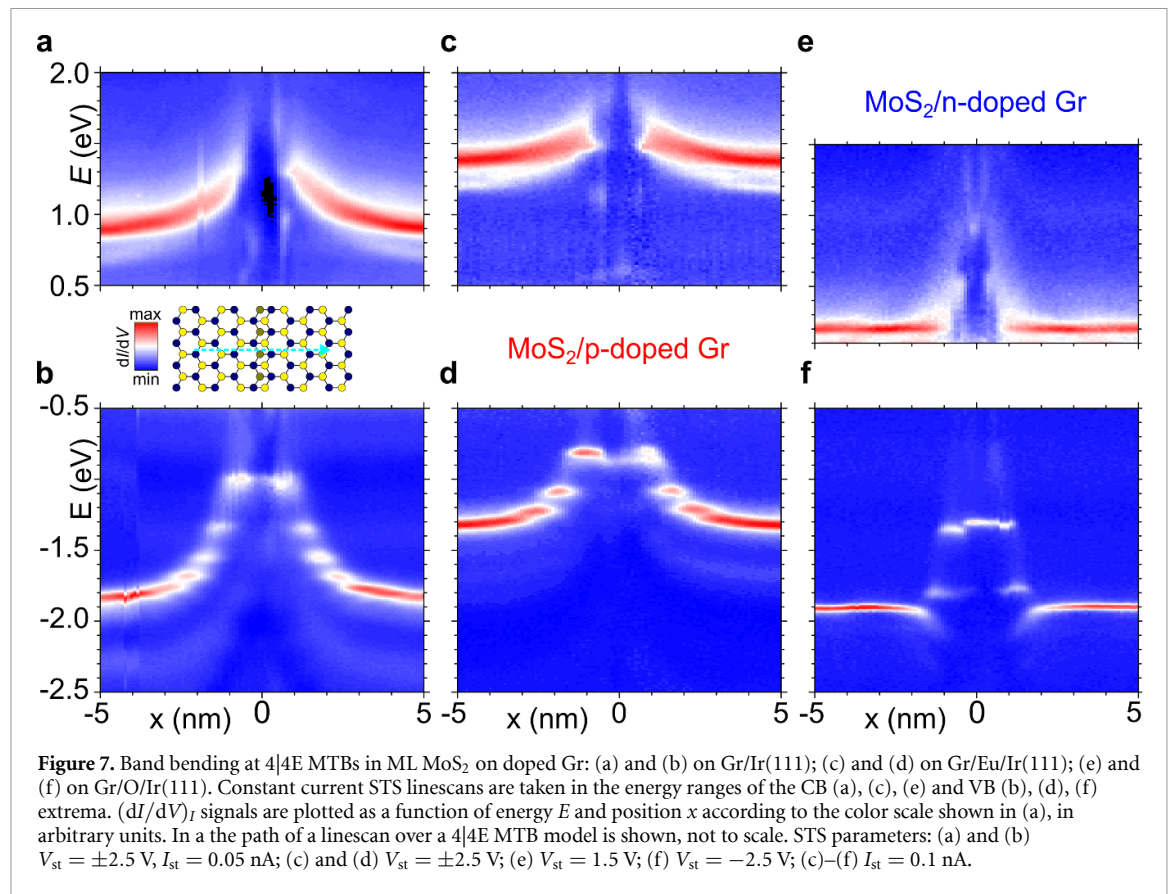 a
c
e
2.0
E (eV)
1.0
0.5
MoS₂/n-doped Gr
max
dI/dV
min
MoS₂/p-doped Gr
b
d
f
-0.5
E (eV)
-1.5
-2.0
-2.5
-5 x (nm) 0 5
-5 x (nm) 0 5
-5 x (nm) 0 5
Figure 7. Band bending at 4|4E MTBs in ML MoS₂ on doped Gr: (a) and (b) on Gr/Ir(111); (c) and (d) on Gr/Eu/Ir(111); (e) and
(f) on Gr/O/Ir(111). Constant current STS linescans are taken in the energy ranges of the CB (a), (c), (e) and VB (b), (d), (f)
extrema. (dI/dV)I signals are plotted as a function of energy E and position x according to the color scale shown in (a), in
arbitrary units. In a the path of a linescan over a 4|4E MTB model is shown, not to scale. STS parameters: (a) and (b)
Vst = ±2.5 V, Ist = 0.05 nA; (c) and (d) Vst = ±2.5 V; (e) Vst = 1.5 V; (f) Vst = −2.5 V; (c)–(f) Ist = 0.1 nA.